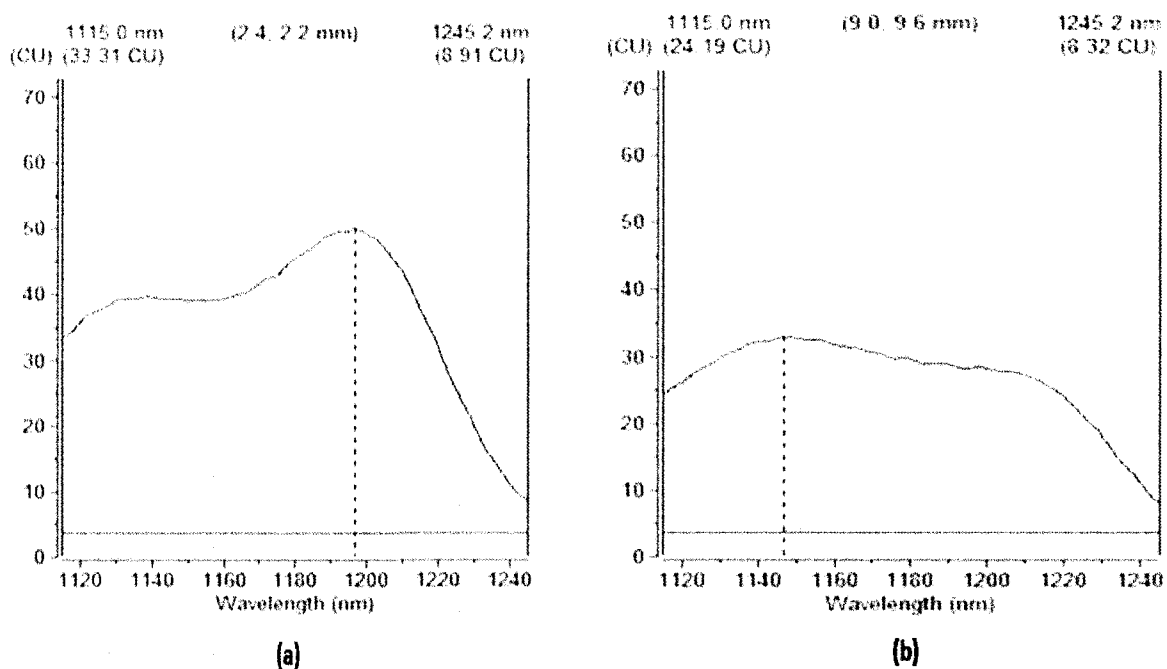 1115.0 nm (2.4, 2.2 mm) 1245.2 nm
(CU) (33.31 CU) (8.91 CU)
70
60
50
40
30
20
10
0
1120 1140 1160 1180 1200 1220 1240
Wavelength (nm)
(a)
1115.0 nm (9.0, 9.6 mm) 1245.2 nm
(CU) (24.19 CU) (8.32 CU)
70
60
50
40
30
20
10
0
1120 1140 1160 1180 1200 1220 1240
Wavelength (nm)
(b)